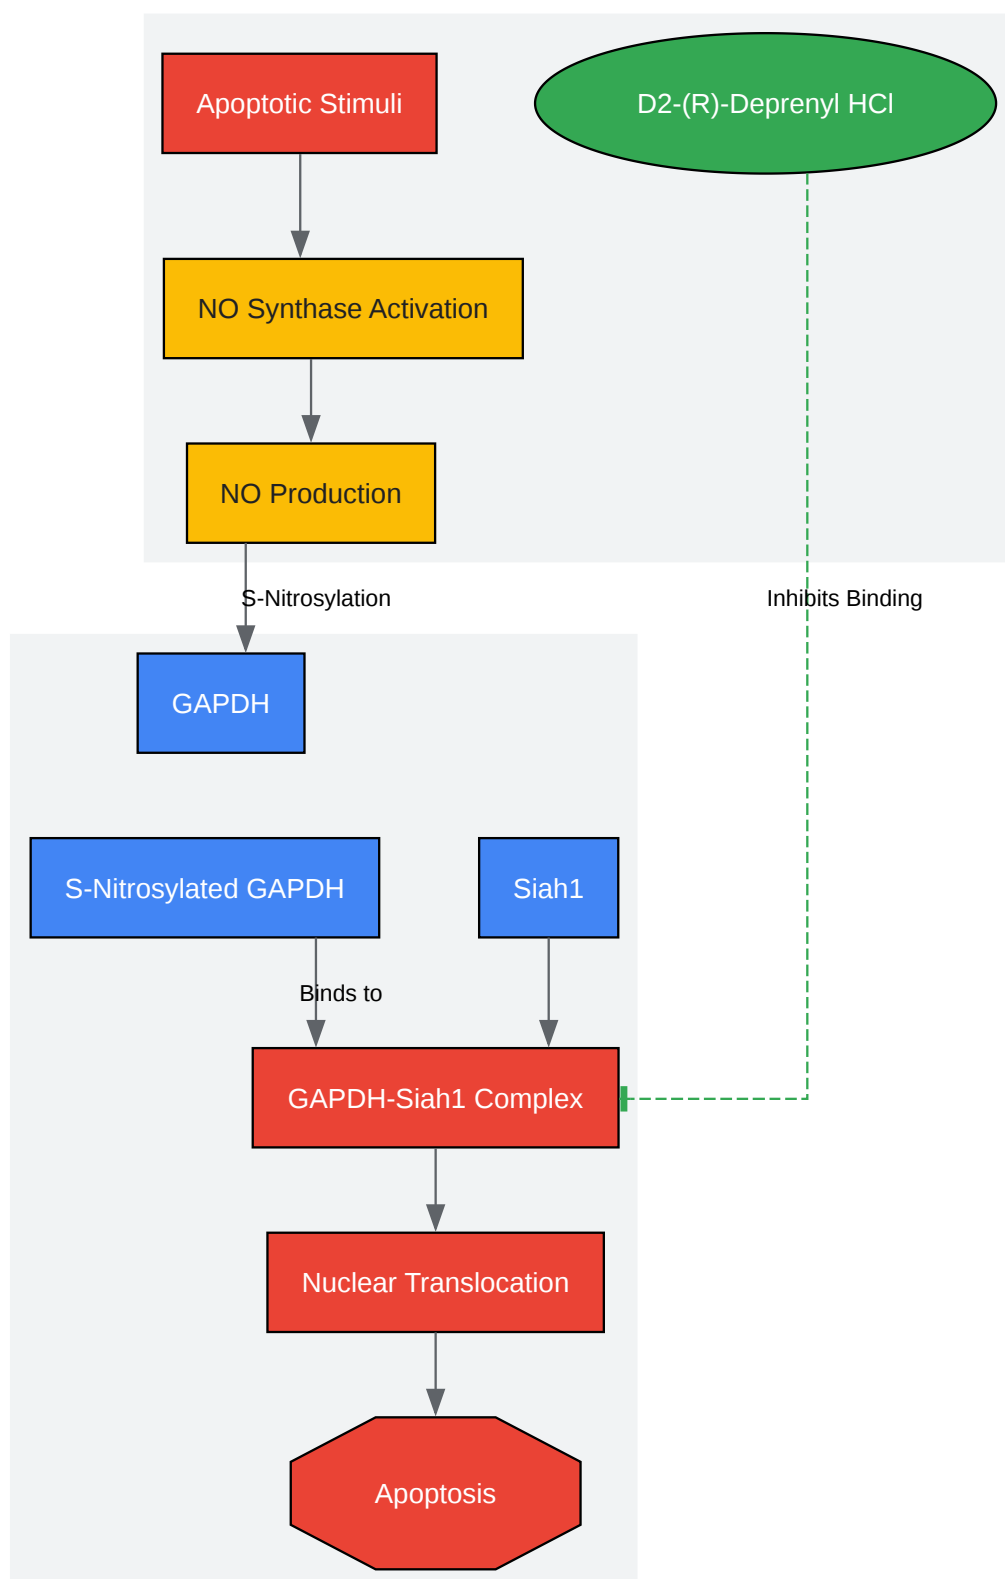 Apoptotic Stimuli
D2-(R)-Deprenyl HCl
NO Synthase Activation
NO Production
S-Nitrosylation
Inhibits Binding
GAPDH
S-Nitrosylated GAPDH
Siah1
Binds to
GAPDH-Siah1 Complex
Nuclear Translocation
Apoptosis